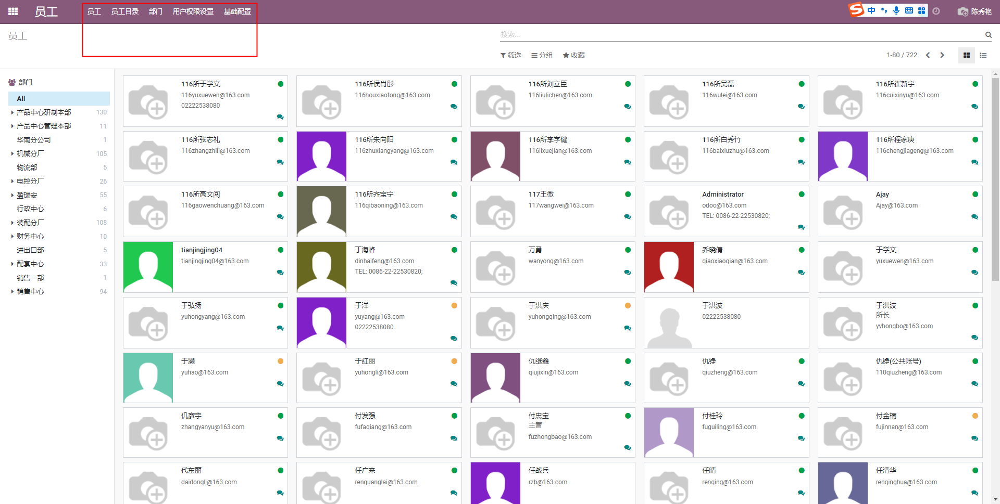 员工 员工 员工目录 部门 用户权限设置 基础配置 中 陈秀艳
员工 搜索...
筛选 分组 收藏 1-80 / 722
部门
All
产品中心研制本部 130
产品中心管理本部 11
华南分公司 1
机械分厂 105
物流部 5
电控分厂 26
盈瑞安 55
行政中心 6
装配分厂 108
财务中心 10
进出口部 5
配套中心 33
销售一部 1
销售中心 94
116所于学文
116yuxuewen@163.com
02222538080
116所侯肖彤
116houxiaotong@163.com
116所刘立臣
116liulichen@163.com
116所吴磊
116wulei@163.com
116所崔新宇
116cuixinyu@163.com
116所张志礼
116zhangzhili@163.com
116所朱向阳
116zhuxiangyang@163.com
116所李学健
116lixuejian@163.com
116所白秀竹
116baixiuzhu@163.com
116所程家庚
116chengjiageng@163.com
116所高文闯
116gaowenchuang@163.com
116所齐宝宁
116qibaoning@163.com
117王微
117wangwei@163.com
Administrator
odoo@163.com
TEL: 0086-22-22530820;
Ajay
Ajay@163.com
tianjingjing04
tianjingjing04@163.com
丁海峰
dinhaifeng@163.com
TEL: 0086-22-22530820;
万勇
wanyong@163.com
乔晓倩
qiaoxiaoqian@163.com
于学文
yuxuewen@163.com
于弘扬
yuhongyang@163.com
于洋
yuyang@163.com
02222538080
于洪庆
yuhongqing@163.com
于洪波
02222538080
于洪波
所长
yvhongbo@163.com
于灏
yuhao@163.com
于红丽
yuhongli@163.com
仇继鑫
qiujixin@163.com
仇铮
qiuzheng@163.com
仇铮(公共账号)
110qiuzheng@163.com
仉彦宇
zhangyanyu@163.com
付发强
fufaqiang@163.com
付忠宝
主管
fuzhongbao@163.com
付桂玲
fuguiling@163.com
付金楠
fujinnan@163.com
代东丽
daidongli@163.com
任广来
renguanglai@163.com
任战兵
rzb@163.com
任晴
renqing@163.com
任清华
renqinghua@163.com